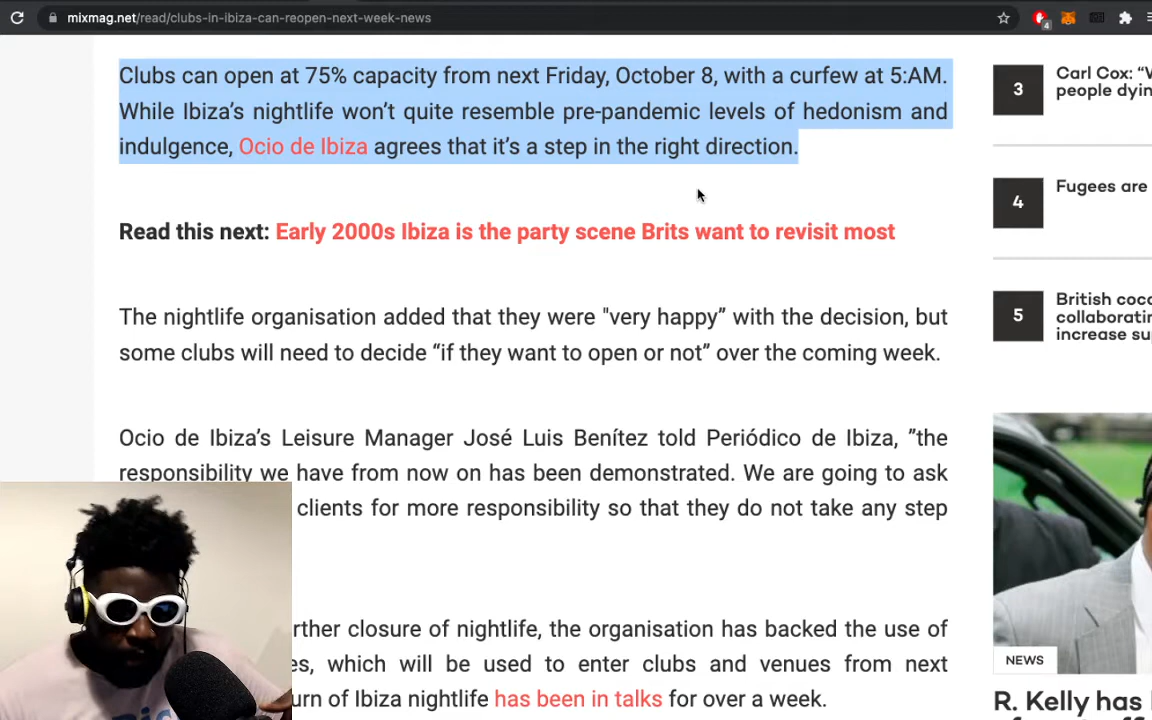 mixmag.net/read/clubs-in-ibiza-can-reopen-next-week-news
4
Clubs can open at 75% capacity from next Friday, October 8, with a curfew at 5:AM.
While Ibiza’s nightlife won’t quite resemble pre-pandemic levels of hedonism and
indulgence, Ocio de Ibiza agrees that it’s a step in the right direction.
Read this next: Early 2000s Ibiza is the party scene Brits want to revisit most
The nightlife organisation added that they were "very happy” with the decision, but
some clubs will need to decide “if they want to open or not” over the coming week.
Ocio de Ibiza’s Leisure Manager José Luis Benítez told Periódico de Ibiza, ”the
responsibility we have from now on has been demonstrated. We are going to ask
clients for more responsibility so that they do not take any step
rther closure of nightlife, the organisation has backed the use of
es, which will be used to enter clubs and venues from next
urn of Ibiza nightlife has been in talks for over a week.
3
Carl Cox: “V
people dyin
4
Fugees are
5
British coc
collaboratin
increase su
NEWS
R. Kelly has